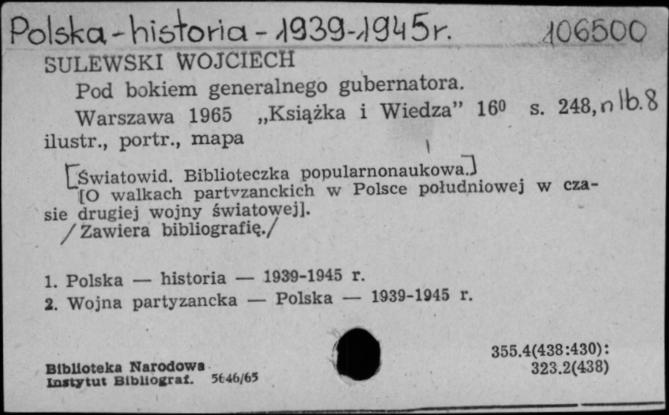 Polska - historia - 1939-1945r. 106500
SULEWSKI WOJCIECH
Pod bokiem generalnego gubernatora.
Warszawa 1965 „Książka i Wiedza” 16⁰ s. 248, nlb. 8
ilustr., portr., mapa
[Światowid. Biblioteczka popularnonaukowa.]
[O walkach partyzanckich w Polsce południowej w cza-
sie drugiej wojny światowej].
/Zawiera bibliografię./
1. Polska — historia — 1939-1945 r.
2. Wojna partyzancka — Polska — 1939-1945 r.
355.4(438:430):
323.2(438)
Biblioteka Narodowa
Instytut Bibliograf. 5646/65